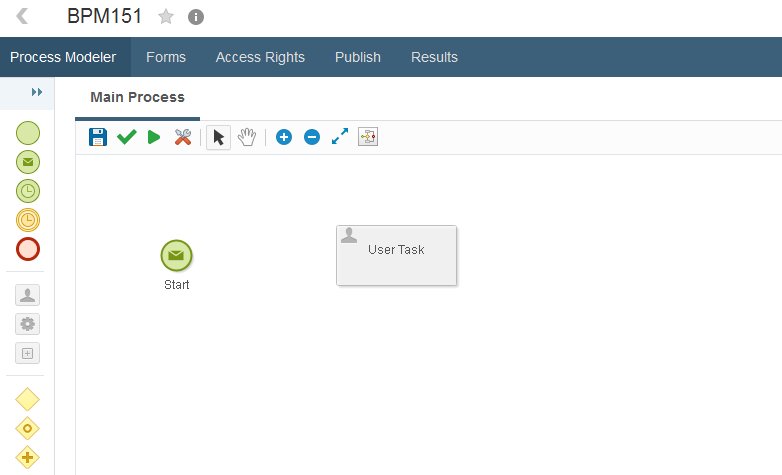 BPM151
Process Modeler Forms Access Rights Publish Results
Main Process
User Task
Start